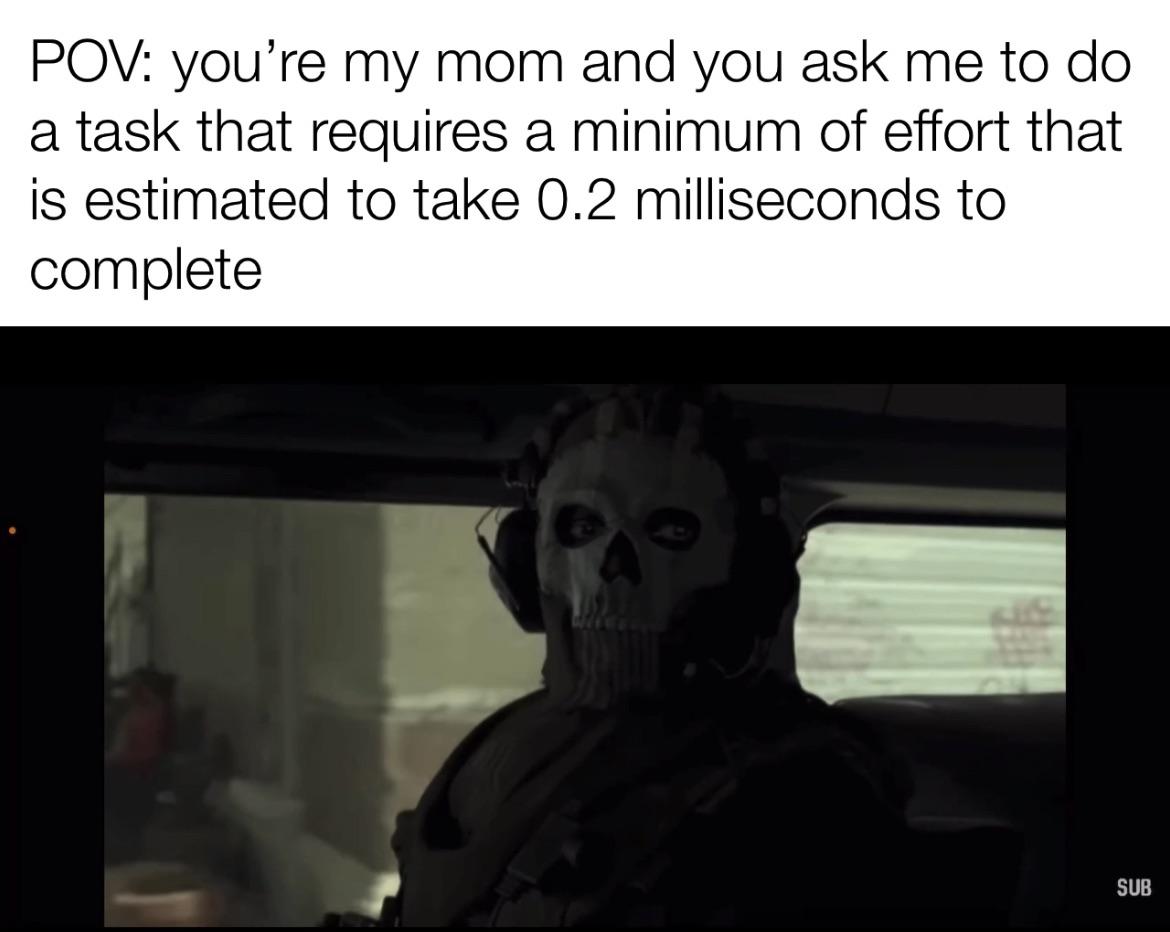 POV: you’re my mom and you ask me to do
a task that requires a minimum of effort that
is estimated to take 0.2 milliseconds to
complete
SUB